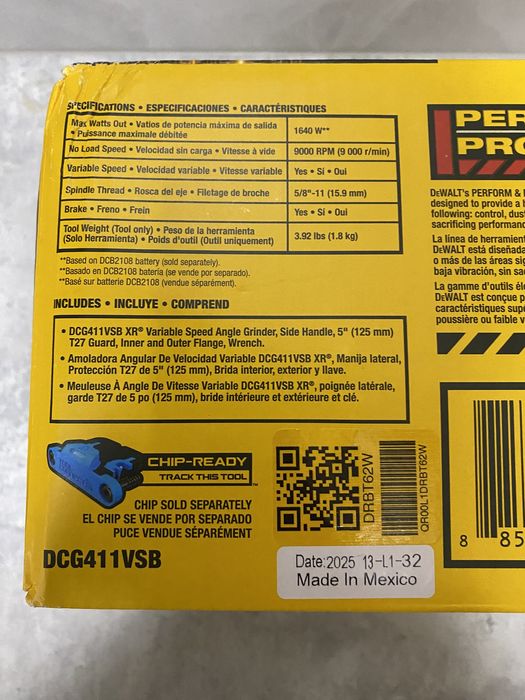 SPECIFICATIONS • ESPECIFICACIONES • CARACTÉRISTIQUES
Max Watts Out • Vatios de potencia máxima de salida
• Puissance maximale débitée
1640 W**
No Load Speed • Velocidad sin carga • Vitesse à vide
9000 RPM (9 000 r/min)
Variable Speed • Velocidad variable • Vitesse variable
Yes • Sí • Oui
Spindle Thread • Rosca del eje • Filetage de broche
5/8"-11 (15.9 mm)
Brake • Freno • Frein
Yes • Sí • Oui
Tool Weight (Tool only) • Peso de la herramienta
(Solo Herramienta) • Poids d'outil (Outil uniquement)
3.92 lbs (1.8 kg)
**Based on DCB2108 battery (sold separately).
**Basado en DCB2108 batería (se vende por separado).
**Basé sur batterie DCB2108 (vendue séparément).
INCLUDES • INCLUYE • COMPREND
• DCG411VSB XR® Variable Speed Angle Grinder, Side Handle, 5" (125 mm)
T27 Guard, Inner and Outer Flange, Wrench.
• Amoladora Angular De Velocidad Variable DCG411VSB XR®, Manija lateral,
Protección T27 de 5" (125 mm), Brida interior, exterior y llave.
• Meuleuse À Angle De Vitesse Variable DCG411VSB XR®, poignée latérale,
garde T27 de 5 po (125 mm), bride intérieure et extérieure et clé.
CHIP-READY
TRACK THIS TOOL™
CHIP SOLD SEPARATELY
EL CHIP SE VENDE POR SEPARADO
PUCE VENDUE SÉPARÉMENT
DCG411VSB
DRBT62W
QR00L1DRBT62W
Date:2025 13-L1-32
Made In Mexico
PER
PRO
DEWALT's PERFORM &
designed to provide a
following: control, dus
sacrificing performanc
La línea de herramien
DEWALT está diseñada
o más de las áreas sig
baja vibración, sin sa
La gamme d'outils éle
DEWALT est conçue p
caractéristiques supé
poussière ou faible v
8 85